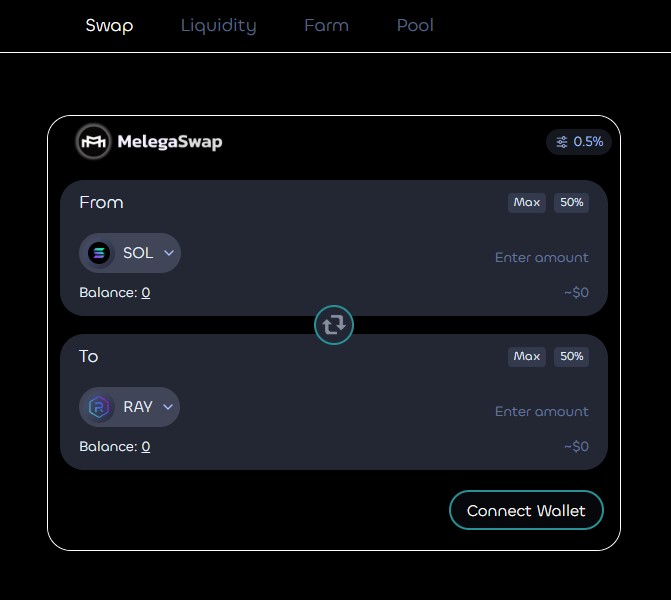 Swap Liquidity Farm Pool
MelegaSwap 0.5%
From Max 50%
SOL Enter amount
Balance: 0 ~$0
To Max 50%
RAY Enter amount
Balance: 0 ~$0
Connect Wallet